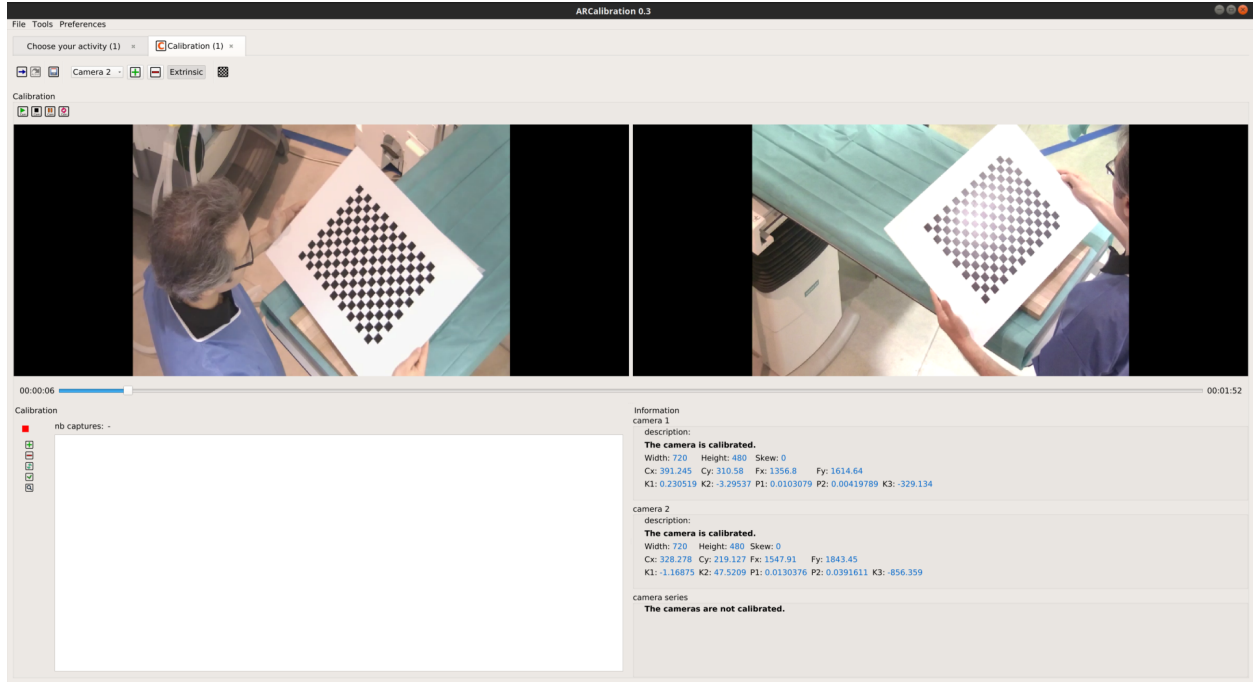 ARCalibration 0.3
File Tools Preferences
Choose your activity (1) × C Calibration (1) ×
Camera 2 Extrinsic
Calibration
00:00:06 00:01:52
Calibration
nb captures: -
Information
camera 1
description:
The camera is calibrated.
Width: 720 Height: 480 Skew: 0
Cx: 391.245 Cy: 310.58 Fx: 1356.8 Fy: 1614.64
K1: 0.230519 K2: -3.29537 P1: 0.0103079 P2: 0.00419789 K3: -329.134
camera 2
description:
The camera is calibrated.
Width: 720 Height: 480 Skew: 0
Cx: 328.278 Cy: 219.127 Fx: 1547.91 Fy: 1843.45
K1: -1.16875 K2: 47.5209 P1: 0.0130376 P2: 0.0391611 K3: -856.359
camera series
The cameras are not calibrated.